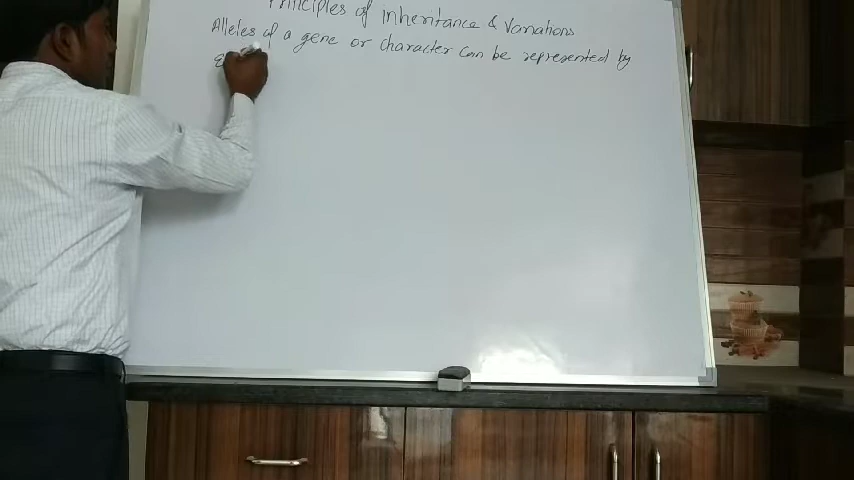 Principles of Inheritance & Variations
Alleles of a gene or character can be represented by